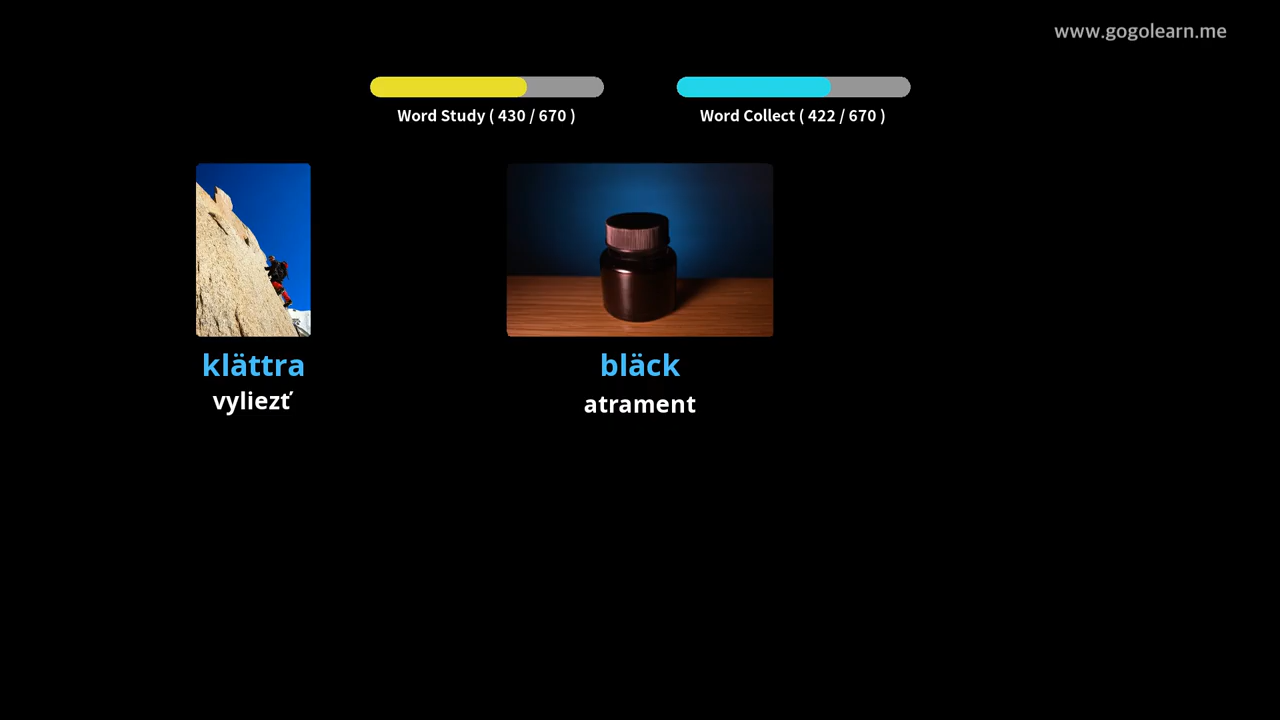 www.gogolearn.me
Word Study ( 430 / 670 )
Word Collect ( 422 / 670 )
klättra
vyliezť
bläck
atrament